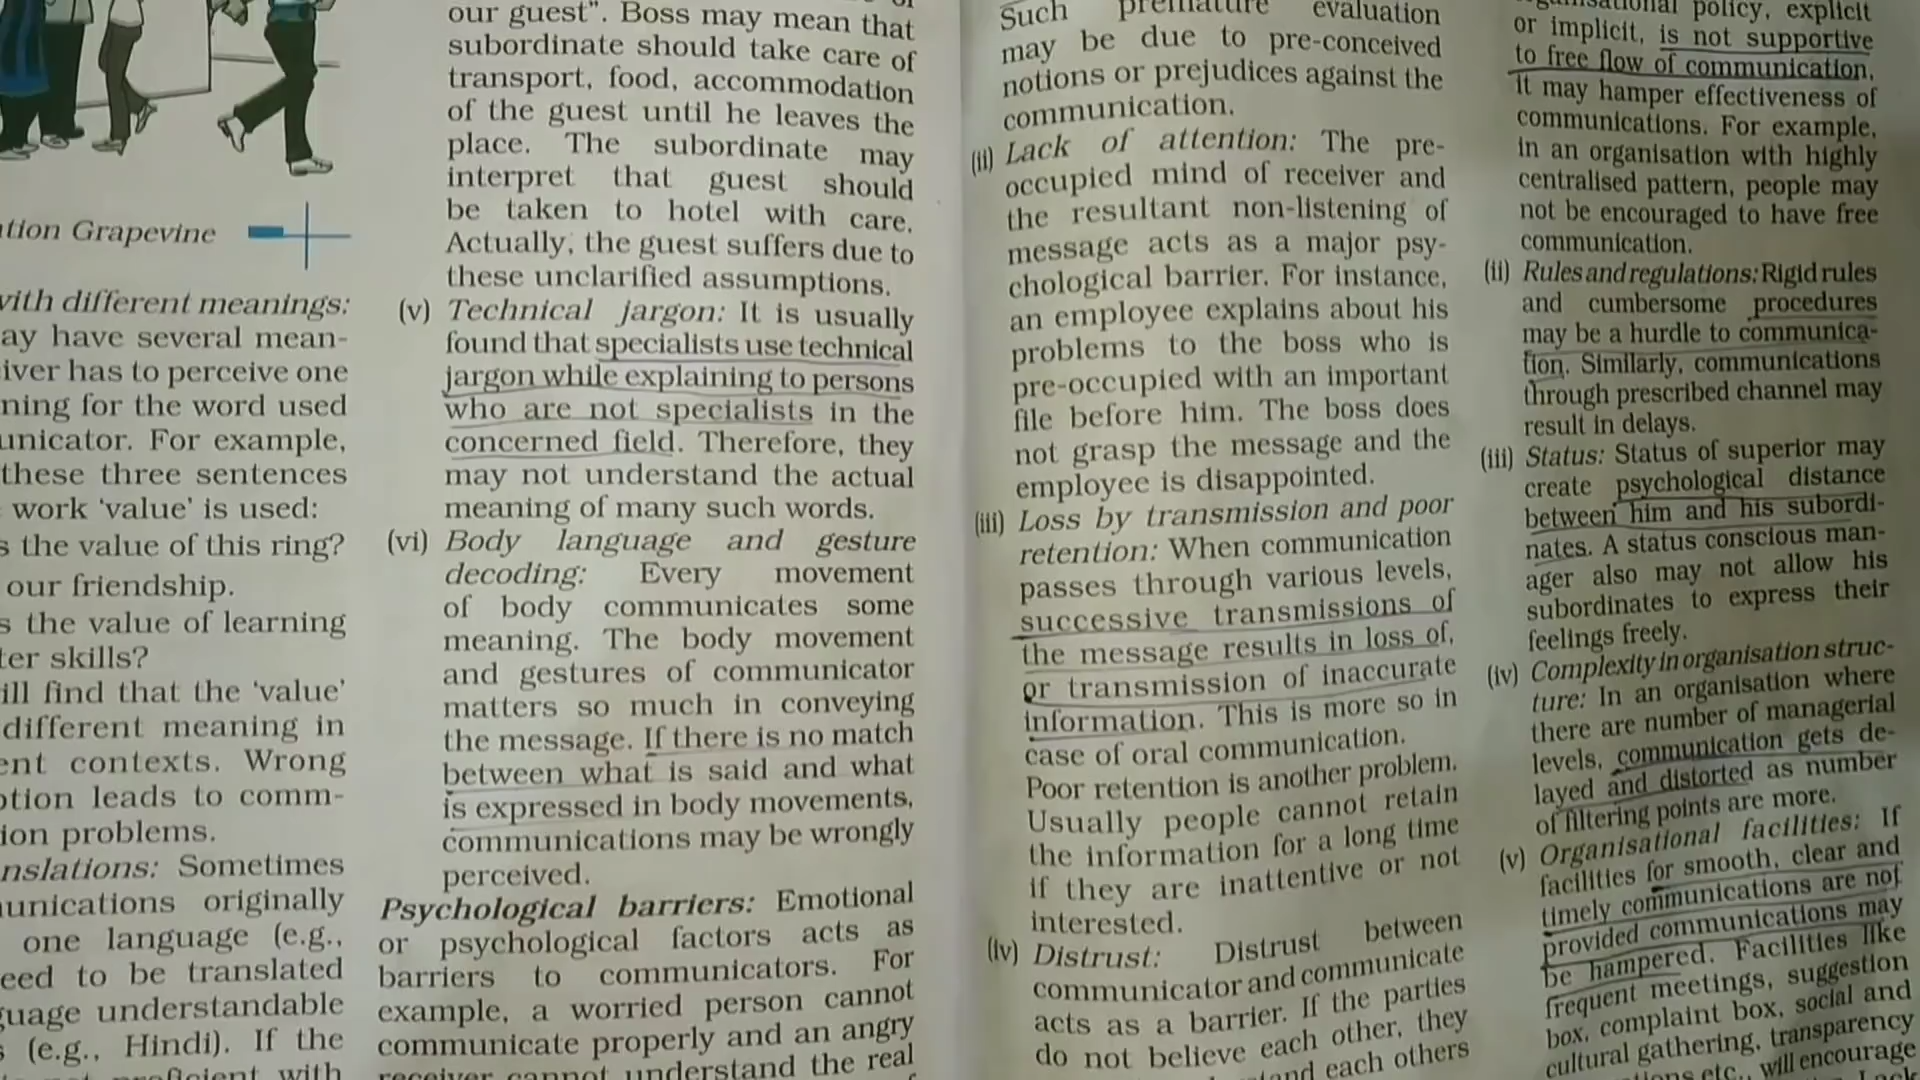 tion Grapevine
with different meanings:
ay have several mean-
iver has to perceive one
ning for the word used
unicator. For example,
these three sentences
work ‘value’ is used:
s the value of this ring?
our friendship.
s the value of learning
ter skills?
ill find that the ‘value’
different meaning in
ent contexts. Wrong
ption leads to comm-
ion problems.
nslations: Sometimes
unications originally
one language (e.g.,
eed to be translated
guage understandable
(e.g., Hindi). If the
proficient with
our guest”. Boss may mean that
subordinate should take care of
transport, food, accommodation
of the guest until he leaves the
place. The subordinate may
interpret that guest should
be taken to hotel with care.
Actually, the guest suffers due to
these unclarified assumptions.
(v) Technical jargon: It is usually
found that specialists use technical
jargon while explaining to persons
who are not specialists in the
concerned field. Therefore, they
may not understand the actual
meaning of many such words.
(vi) Body language and gesture
decoding: Every movement
of body communicates some
meaning. The body movement
and gestures of communicator
matters so much in conveying
the message. If there is no match
between what is said and what
is expressed in body movements,
communications may be wrongly
perceived.
Psychological barriers: Emotional
or psychological factors acts as
barriers to communicators. For
example, a worried person cannot
communicate properly and an angry
receiver cannot understand the real
Such premature evaluation
may be due to pre-conceived
notions or prejudices against the
communication.
(ii) Lack of attention: The pre-
occupied mind of receiver and
the resultant non-listening of
message acts as a major psy-
chological barrier. For instance,
an employee explains about his
problems to the boss who is
pre-occupied with an important
file before him. The boss does
not grasp the message and the
employee is disappointed.
(iii) Loss by transmission and poor
retention: When communication
passes through various levels,
successive transmissions of
the message results in loss of,
or transmission of inaccurate
information. This is more so in
case of oral communication.
Poor retention is another problem.
Usually people cannot retain
the information for a long time
if they are inattentive or not
interested.
(iv) Distrust: Distrust between
communicator and communicate
acts as a barrier. If the parties
do not believe each other, they
each others
organisational policy, explicit
or implicit, is not supportive
to free flow of communication,
it may hamper effectiveness of
communications. For example,
in an organisation with highly
centralised pattern, people may
not be encouraged to have free
communication.
(ii) Rules and regulations: Rigid rules
and cumbersome procedures
may be a hurdle to communica-
tion. Similarly, communications
through prescribed channel may
result in delays.
(iii) Status: Status of superior may
create psychological distance
between him and his subordi-
nates. A status conscious man-
ager also may not allow his
subordinates to express their
feelings freely.
(iv) Complexity in organisation struc-
ture: In an organisation where
there are number of managerial
levels, communication gets de-
layed and distorted as number
of filtering points are more.
(v) Organisational facilities: If
facilities for smooth, clear and
timely communications are not
provided communications may
be hampered. Facilities like
frequent meetings, suggestion
box, complaint box, social and
cultural gathering, transparency
etc., will encourage